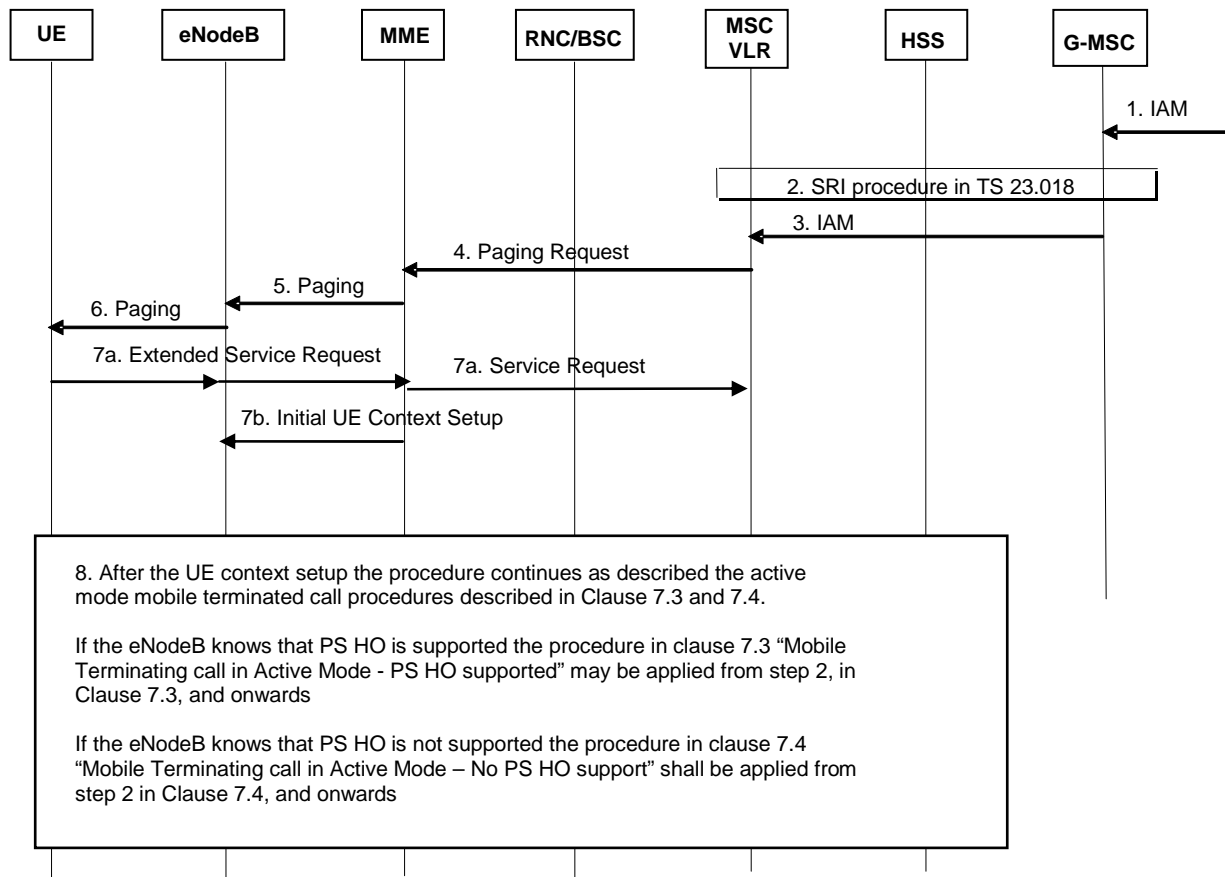 UE
eNodeB
MME
RNC/BSC
MSC
VLR
HSS
G-MSC
1. IAM
2. SRI procedure in TS 23.018
3. IAM
4. Paging Request
5. Paging
6. Paging
7a. Extended Service Request
7a. Service Request
7b. Initial UE Context Setup
8. After the UE context setup the procedure continues as described the active
mode mobile terminated call procedures described in Clause 7.3 and 7.4.
If the eNodeB knows that PS HO is supported the procedure in clause 7.3 “Mobile
Terminating call in Active Mode - PS HO supported” may be applied from step 2, in
Clause 7.3, and onwards
If the eNodeB knows that PS HO is not supported the procedure in clause 7.4
“Mobile Terminating call in Active Mode – No PS HO support” shall be applied from
step 2 in Clause 7.4, and onwards